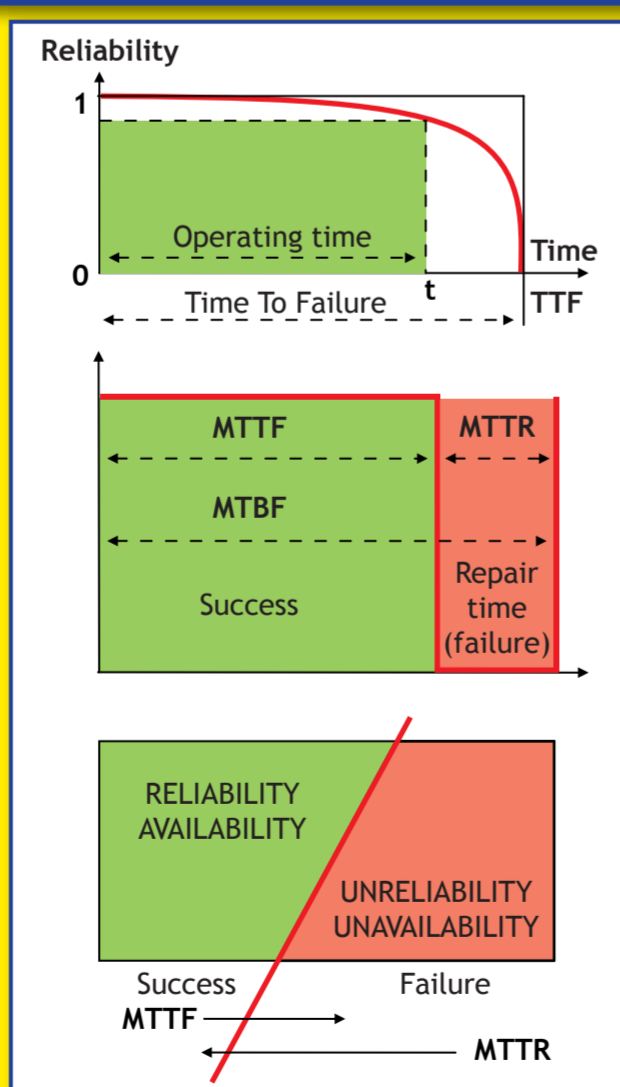 Reliability
1
Operating time
0
Time
Time To Failure
t
TTF
MTTF
MTTR
MTBF
Success
Repair
time
(failure)
RELIABILITY
AVAILABILITY
UNRELIABILITY
UNAVAILABILITY
Success
Failure
MTTF
MTTR